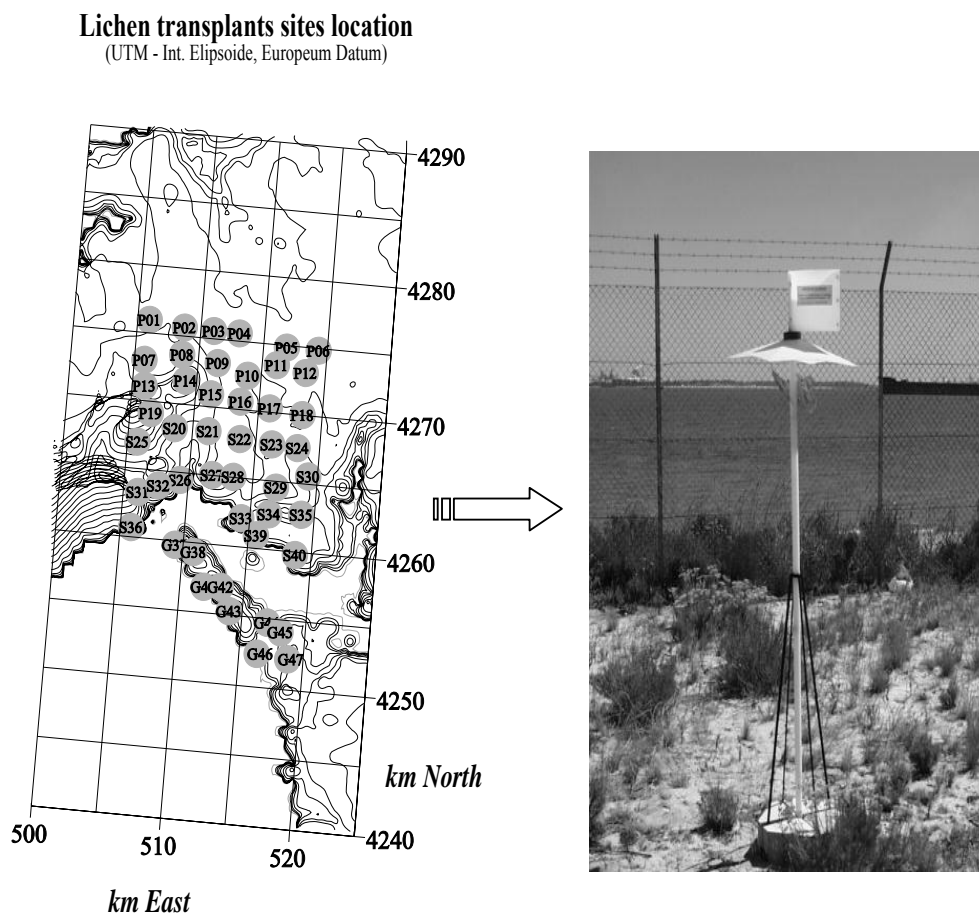 Lichen transplants sites location
(UTM - Int. Elipsoide, Europeum Datum)
4290
4280
P01
P02 P03 P04
P05 P06
P07 P08 P09
P10 P11 P12
P13 P14
P15 P16 P17 P18
4270
P19
S20 S21
S22 S23 S24
S25
S26 S27 S28
S29 S30
S31 S32
S33 S34 S35
S36
S39
S40
4260
G38
G42
G43
G45
G46 G47
4250
km North
4240
500
510
520
km East